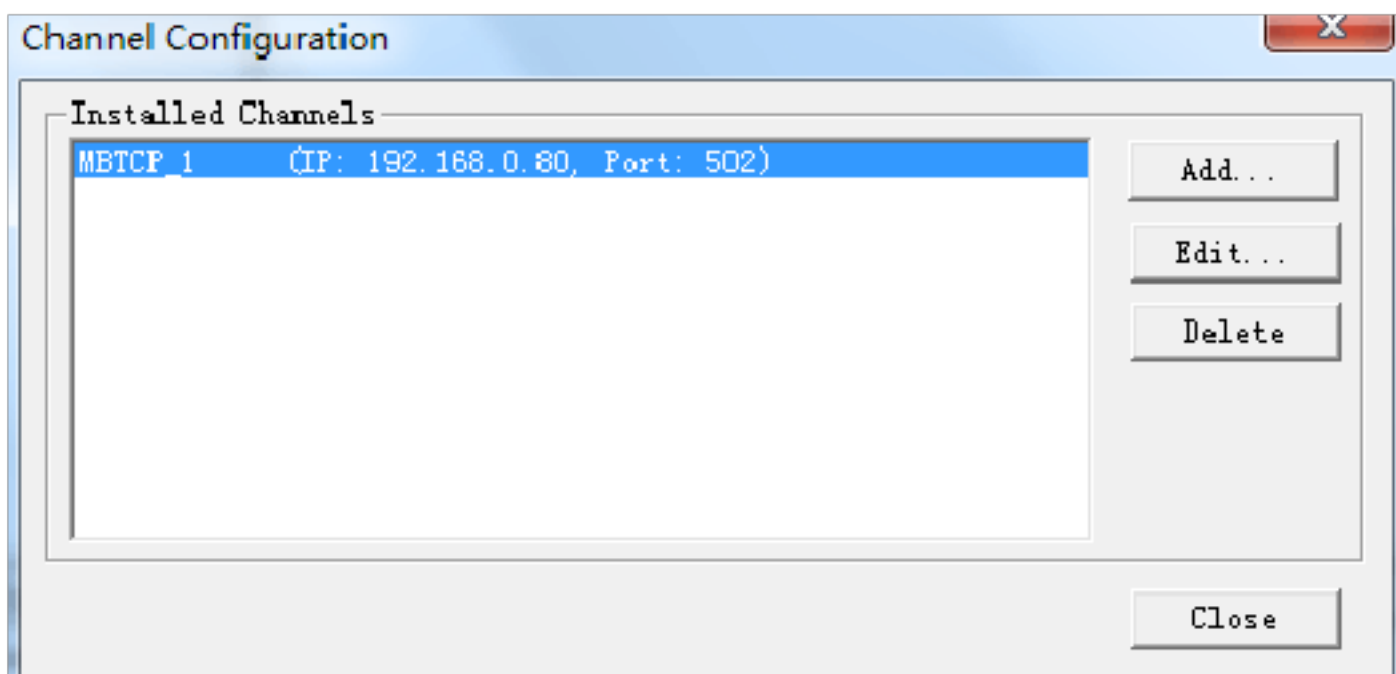 Channel Configuration
X
Installed Channels
MBTCP_1 (IP: 192.168.0.80, Port: 502)
Add...
Edit...
Delete
Close